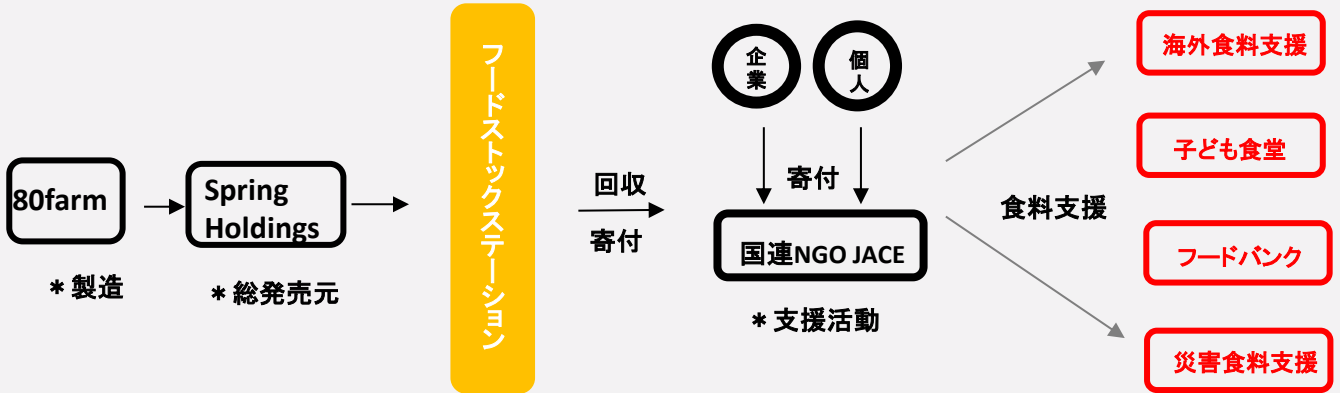 80farm
＊製造
Spring
Holdings
＊総発売元
フードストックステーション
回収
寄付
企
業
個
人
寄付
国連NGO JACE
＊支援活動
食料支援
海外食料支援
子ども食堂
フードバンク
災害食料支援